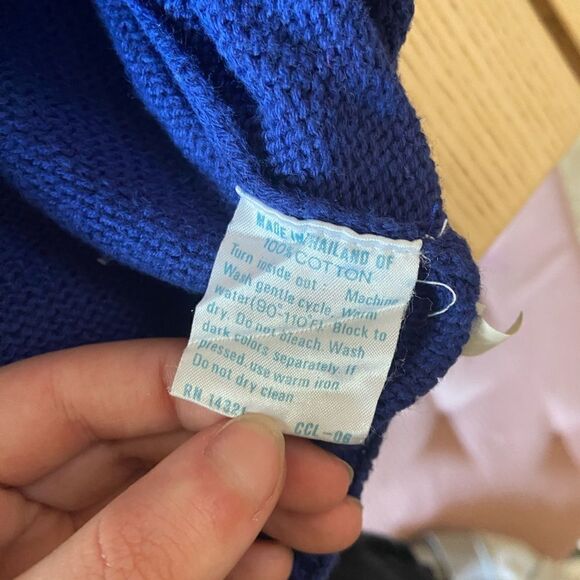 MADE IN THAILAND OF
100% COTTON
Turn inside out. Machine
Wash gentle cycle. Warm
water(90°-110°F). Block to
dry. Do not bleach. Wash
dark colors separately. If
pressed, use warm iron.
Do not dry clean
RN 14321 CCL-06